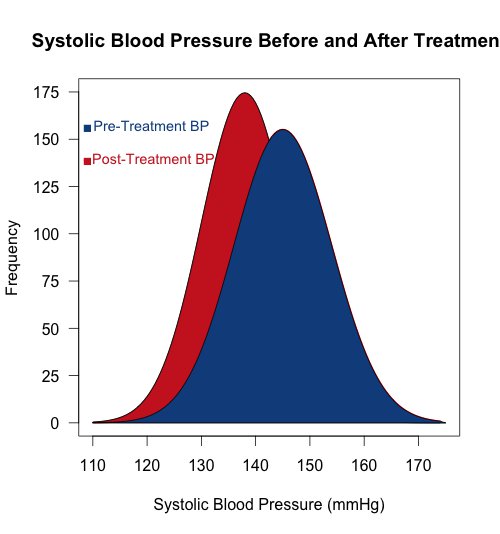 Systolic Blood Pressure Before and After Treatmen
175
150
125
100
75
50
25
0
Frequency
Pre-Treatment BP
Post-Treatment BP
110 120 130 140 150 160 170
Systolic Blood Pressure (mmHg)